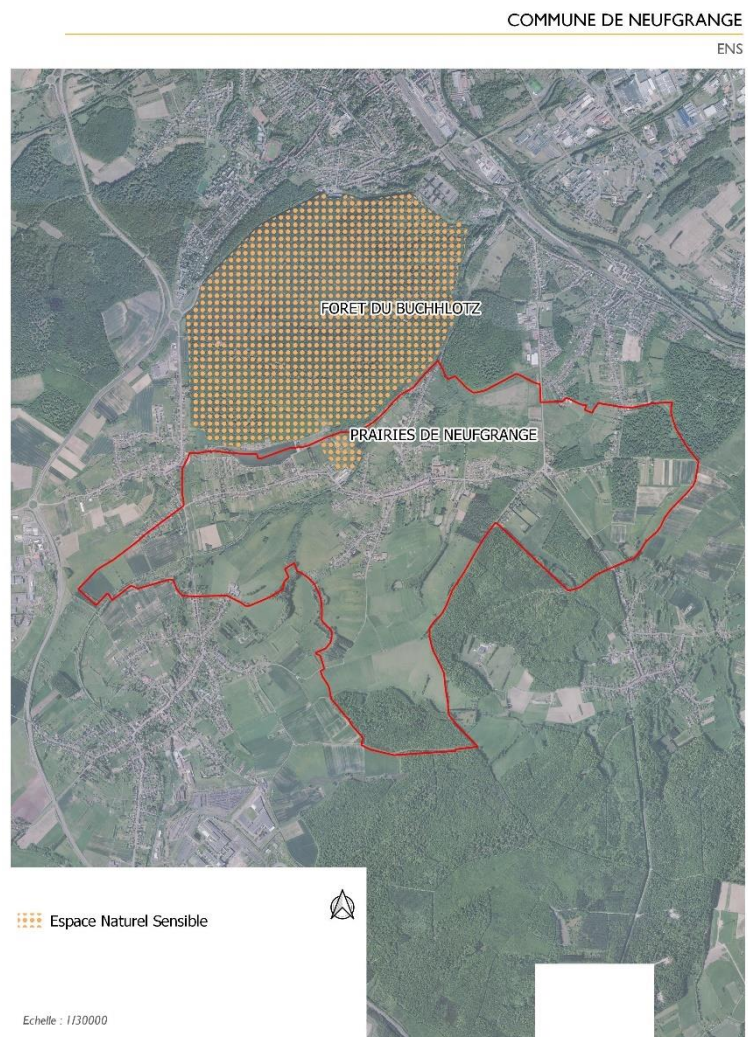 COMMUNE DE NEUFGRANGE
ENS
FORET DU BUCHHLOTZ
PRAIRIES DE NEUFGRANGE
Espace Naturel Sensible
Echelle : 1/30000